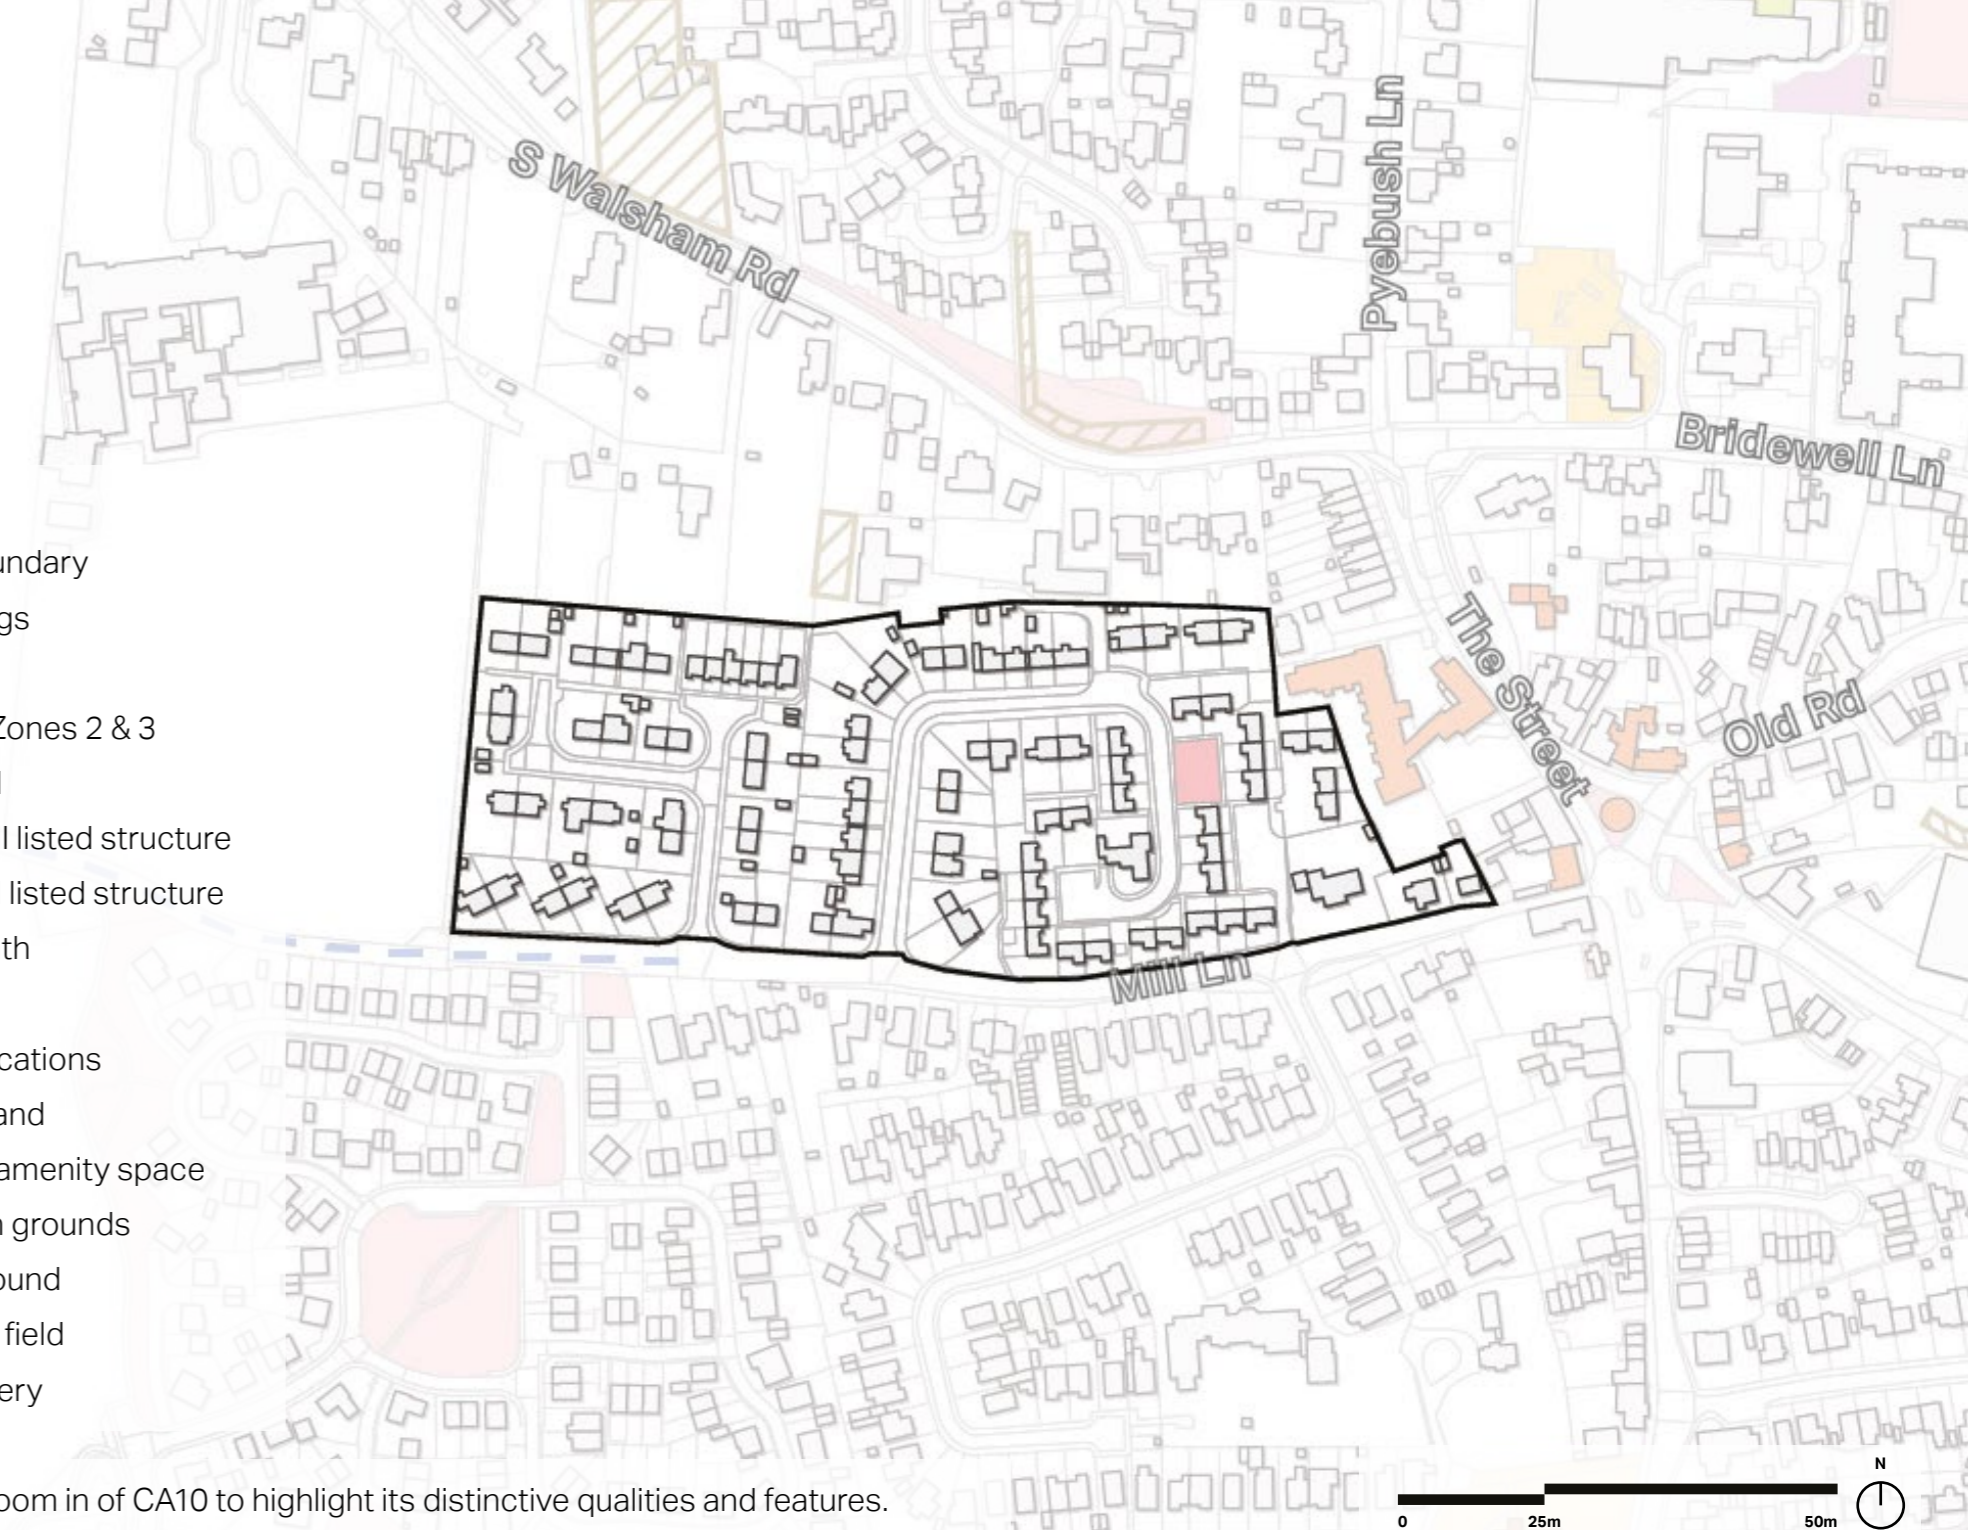 S Walsham Rd
Pyebush Ln
Bridewell Ln
undary
gs
The Street
Old Rd
Zones 2 & 3
l listed structure
listed structure
th
Mill Ln
cations
and
amenity space
n grounds
ound
field
ery
oom in of CA10 to highlight its distinctive qualities and features.
N
0 25m 50m